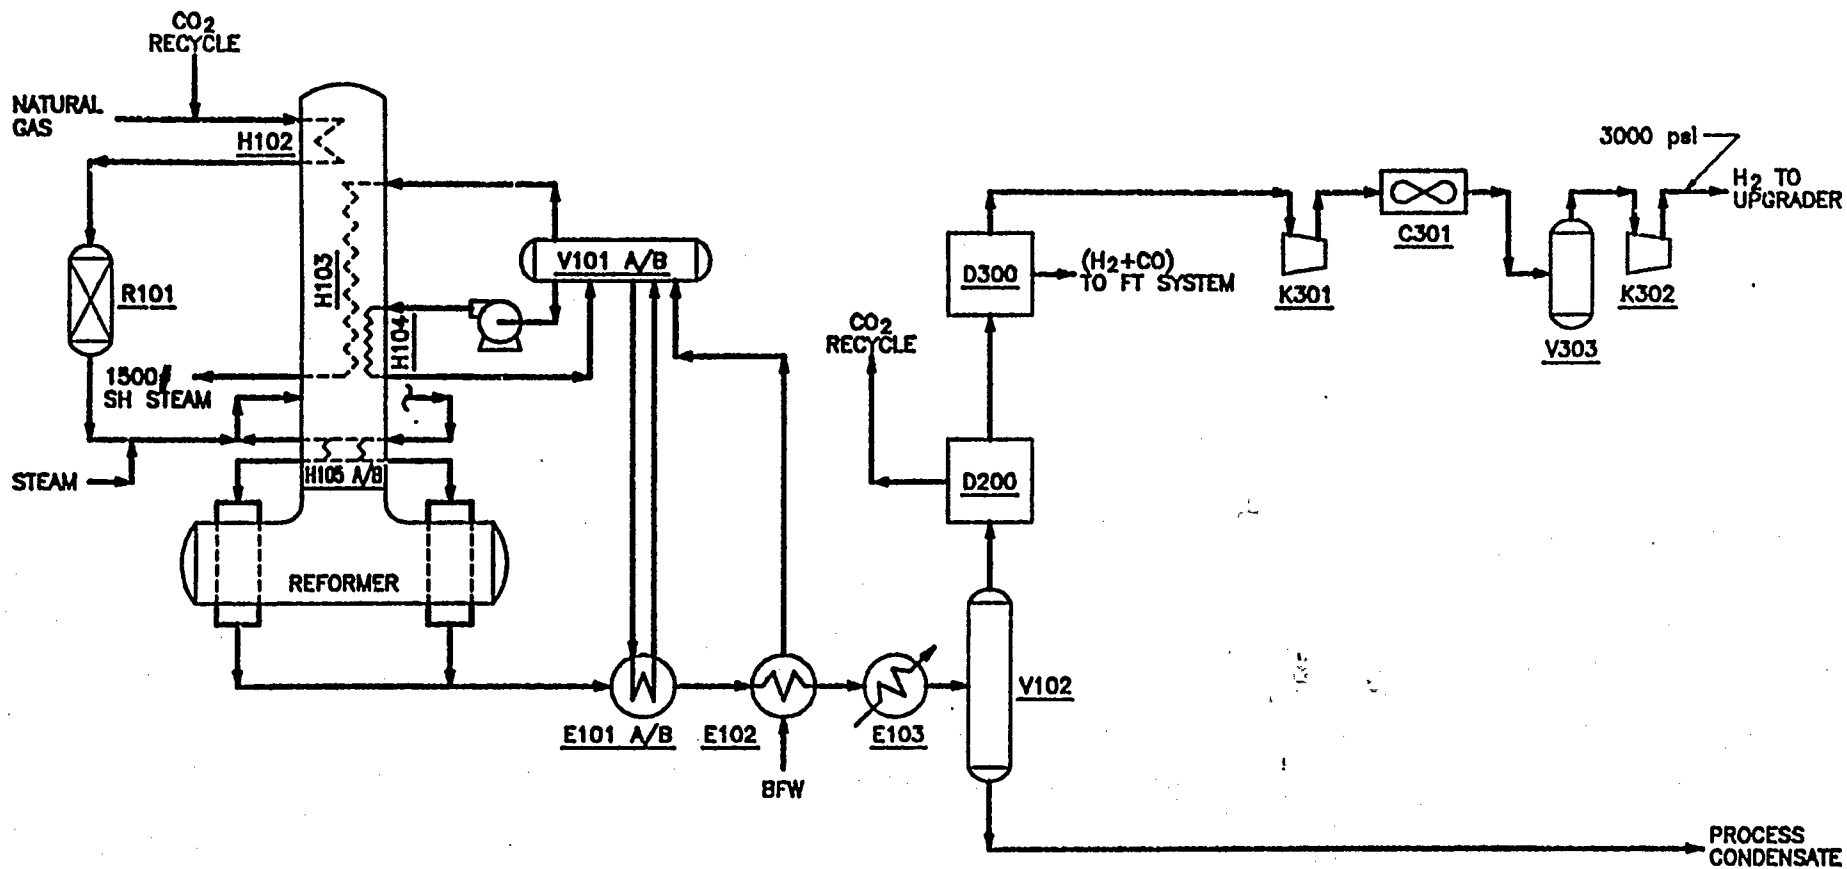 CO2
RECYCLE
NATURAL
GAS
H102
3000 psi
H2 TO
UPGRADER
C301
V101 A/B
H103
R101
D300
(H2+CO)
TO FT SYSTEM
K301
K302
H104
CO2
RECYCLE
V303
1500#
SH STEAM
STEAM
H105 A/B
D200
REFORMER
V102
E101 A/B
E102
E103
BFW
PROCESS
CONDENSATE